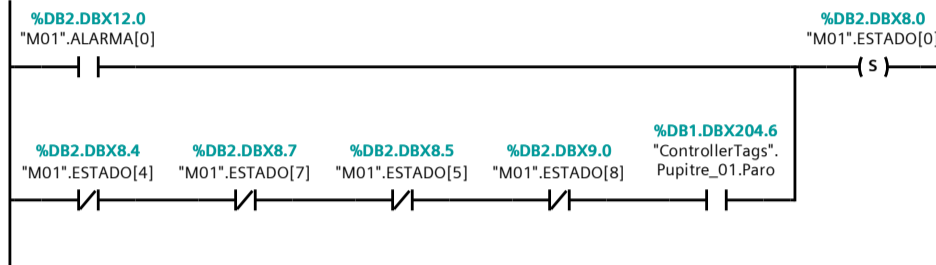 %DB2.DBX12.0
"M01".ALARMA[0]
%DB2.DBX8.0
"M01".ESTADO[0]
S
%DB2.DBX8.4
"M01".ESTADO[4]
%DB2.DBX8.7
"M01".ESTADO[7]
%DB2.DBX8.5
"M01".ESTADO[5]
%DB2.DBX9.0
"M01".ESTADO[8]
%DB1.DBX204.6
"ControllerTags".
Pupitre_01.Paro